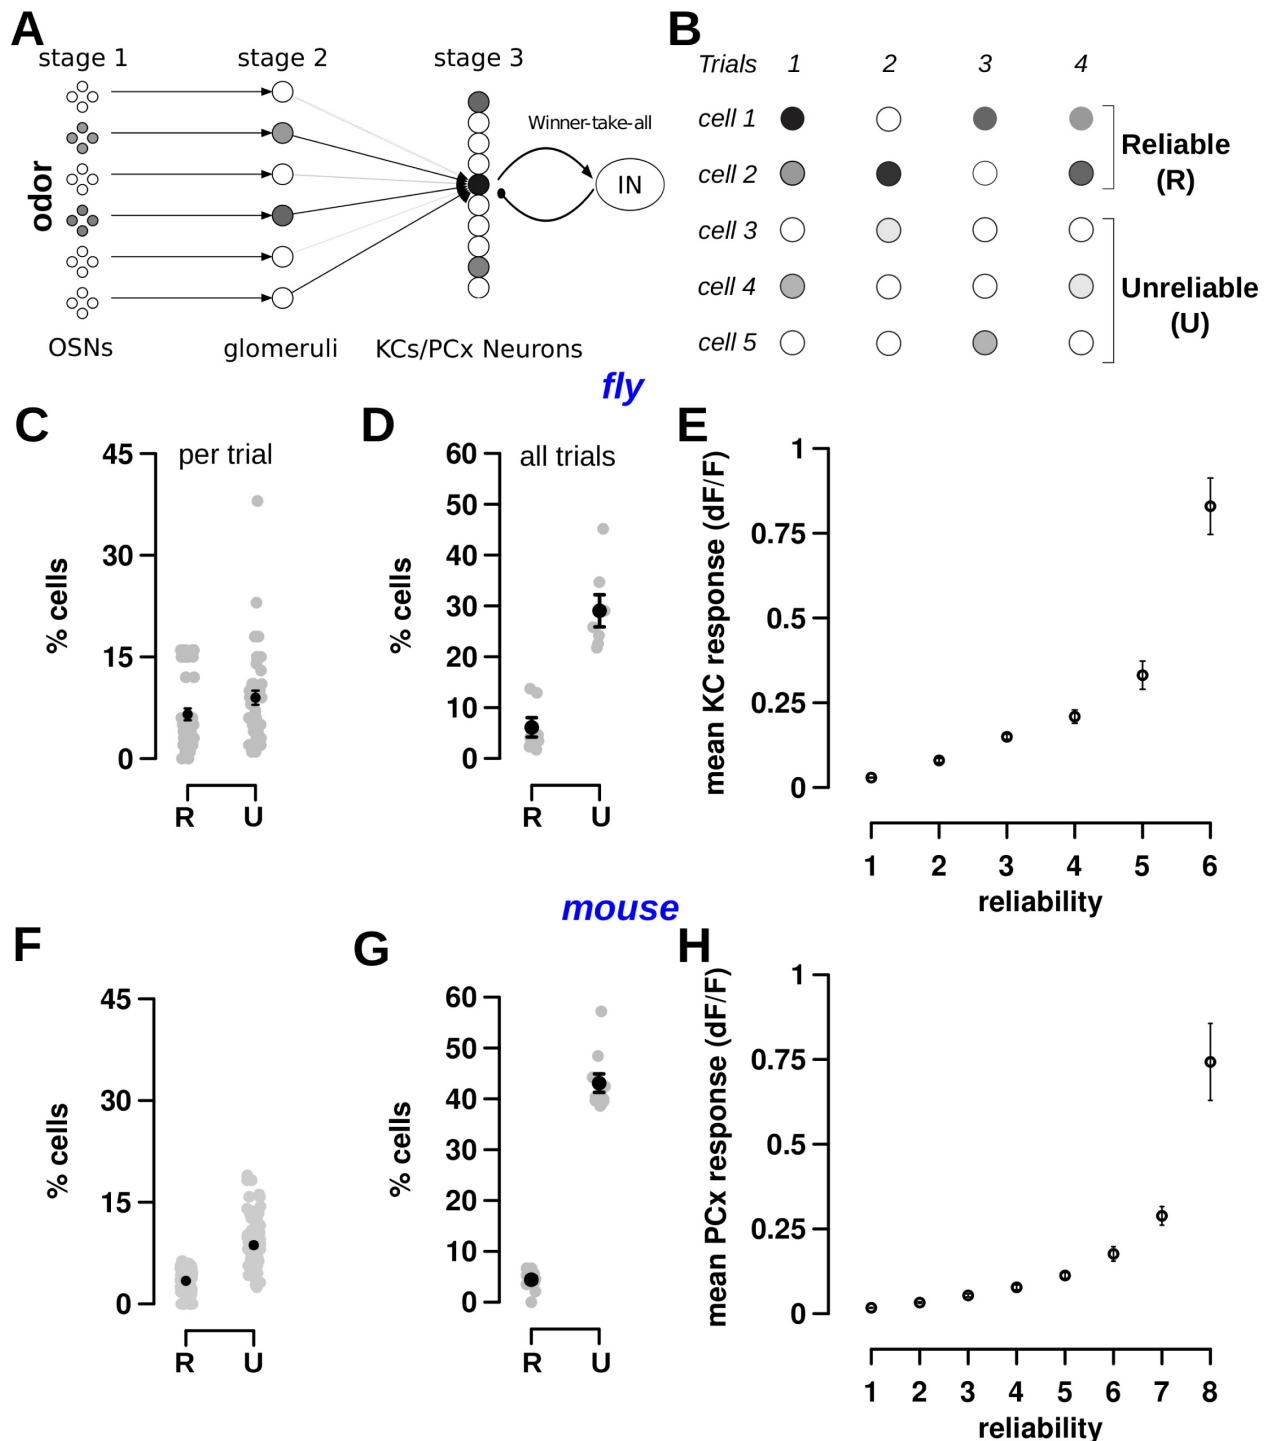 A
B
stage 1
stage 2
stage 3
odor
Winner-take-all
IN
OSNs
glomeruli
KCs/PCx Neurons
Trials 1 2 3 4
cell 1
cell 2
cell 3
cell 4
cell 5
Reliable
(R)
Unreliable
(U)
fly
C
per trial
% cells
45
30
15
0
R U
D
all trials
% cells
60
50
40
30
20
10
0
R U
E
mean KC response (dF/F)
1
0.75
0.5
0.25
0
1 2 3 4 5 6
reliability
mouse
F
% cells
45
30
15
0
R U
G
% cells
60
50
40
30
20
10
0
R U
H
mean PCx response (dF/F)
1
0.75
0.5
0.25
0
1 2 3 4 5 6 7 8
reliability